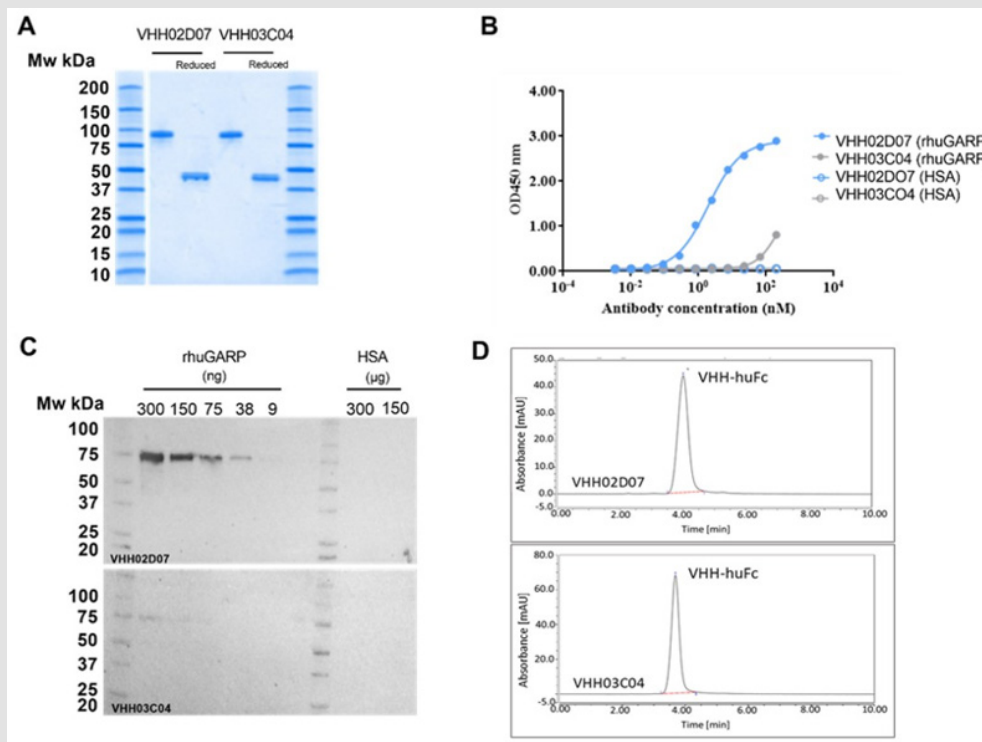 A
VHH02D07 VHH03C04
Reduced Reduced
Mw kDa
200
150
100
75
50
37
25
20
15
10
B
4.00
3.00
2.00
1.00
0.00
OD450 nm
10-4 10-2 100 102 104
Antibody concentration (nM)
VHH02D07 (rhuGARP
VHH03C04 (rhuGARP
VHH02DO7 (HSA)
VHH03CO4 (HSA)
C
rhuGARP HSA
(ng) (µg)
Mw kDa 300 150 75 38 9 300 150
100
75
50
37
25
20
VHH02D07
100
75
50
37
25
20
VHH03C04
D
50.0
40.0
30.0
20.0
10.0
0.0
-5.0
Absorbance [mAU]
VHH-huFc
VHH02D07
0.00 2.00 4.00 6.00 8.00 10.00
Time [min]
80.0
60.0
40.0
20.0
-5.0
Absorbance [mAU]
VHH-huFc
VHH03C04
0.00 2.00 4.00 6.00 8.00 10.00
Time [min]